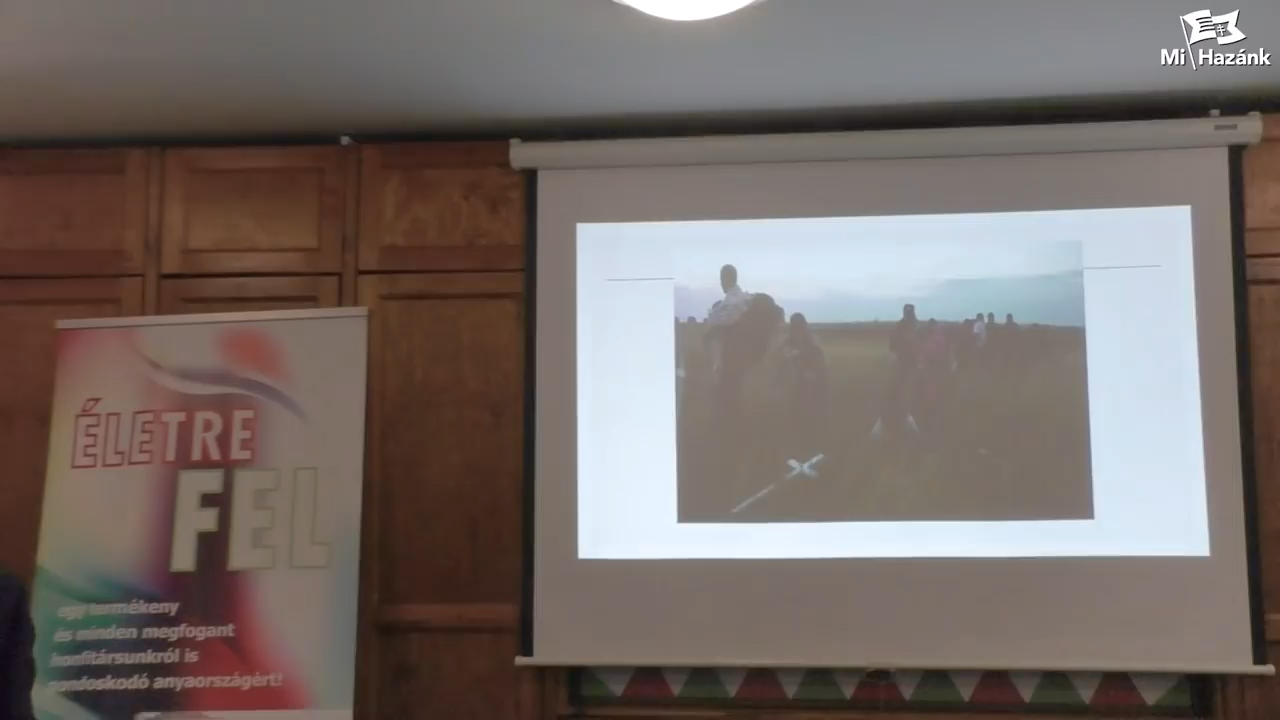 Mi Hazánk
ÉLETRE
FEL
egy termékeny
és minden megfogant
honfitársunkról is
gondoskodó anyaországért!